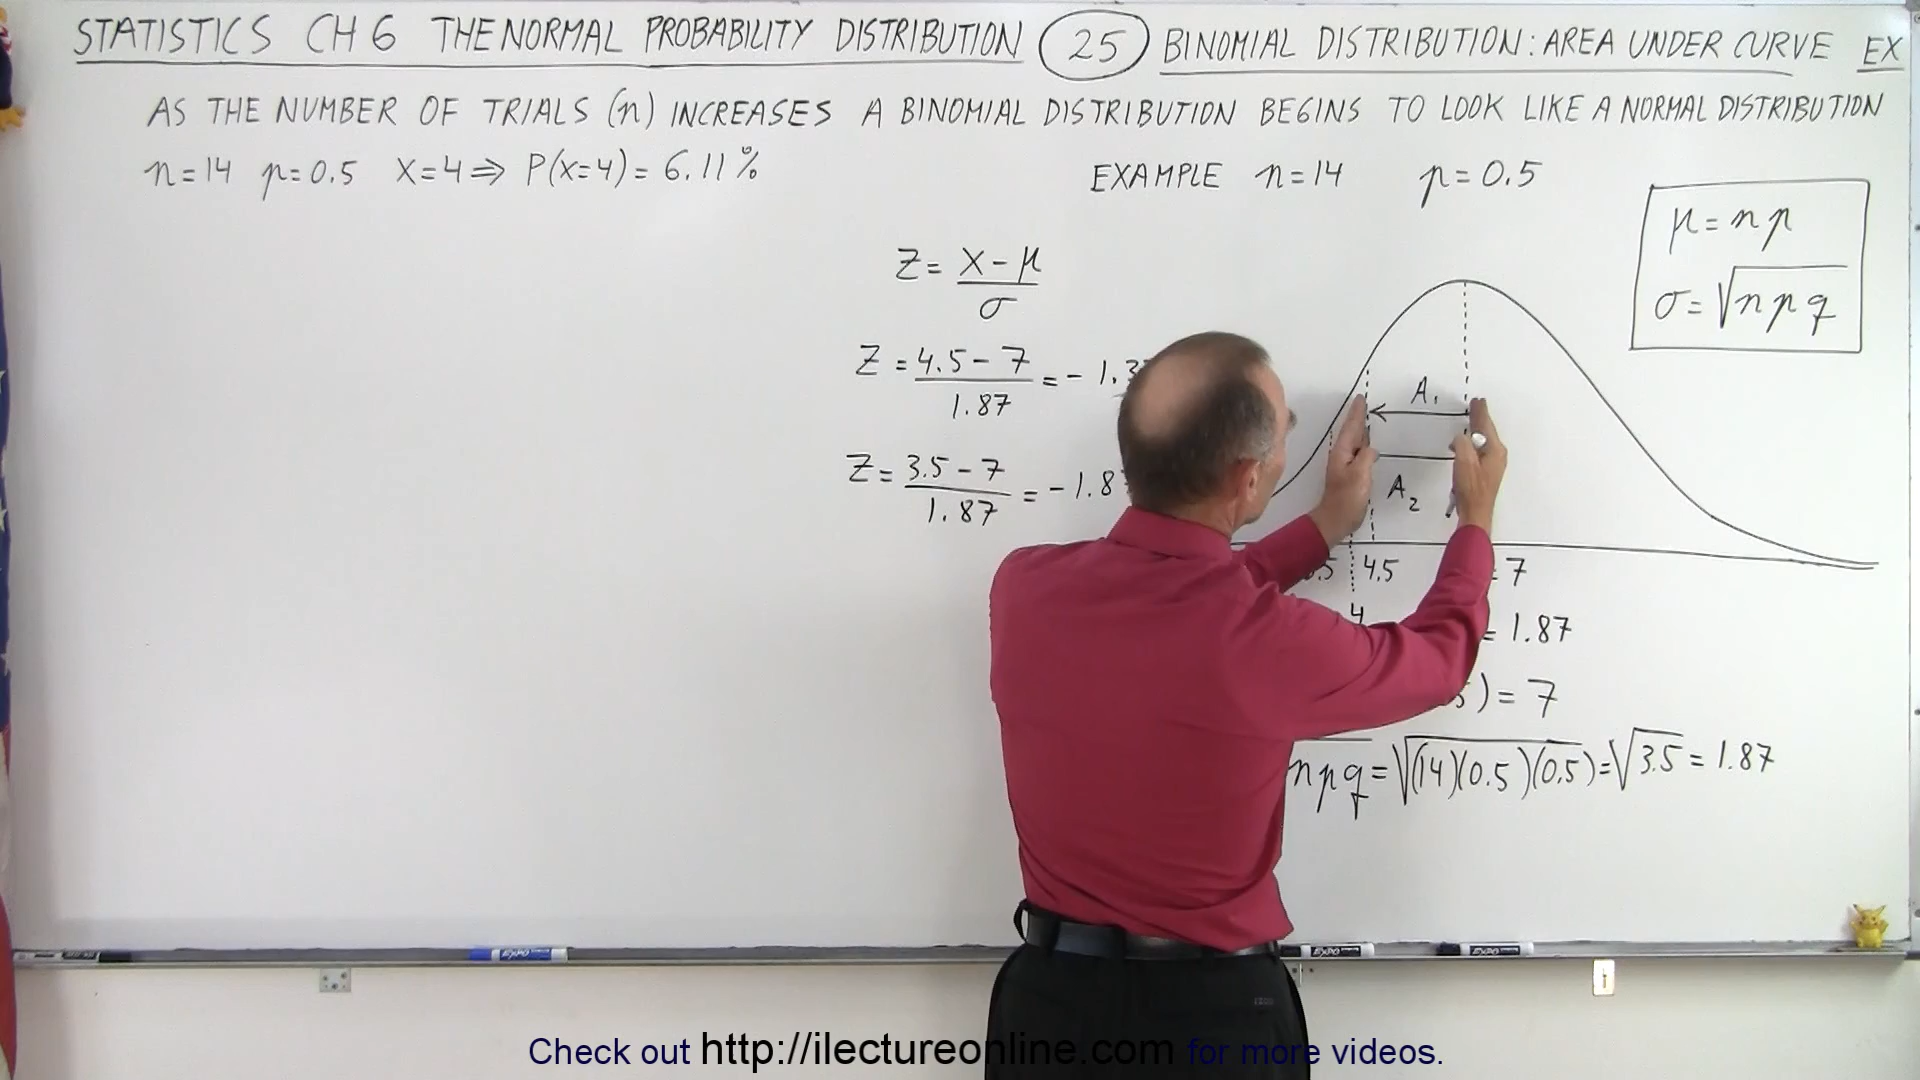 STATISTICS CH 6 THE NORMAL PROBABILITY DISTRIBUTION 25 BINOMIAL DISTRIBUTION: AREA UNDER CURVE EX
AS THE NUMBER OF TRIALS (n) INCREASES A BINOMIAL DISTRIBUTION BEGINS TO LOOK LIKE A NORMAL DISTRIBUTION
n=14 p=0.5 X=4 ⇒ P(X=4) = 6.11%
EXAMPLE n=14 p=0.5
μ = np
σ = √npq
Z = (X - μ)/σ
Z = (4.5 - 7)/1.87 = - 1.3
Z = (3.5 - 7)/1.87 = - 1.8
A₁
A₂
.5 4.5 = 7
4
= 1.87
) = 7
npq = √(14)(0.5)(0.5) = √3.5 = 1.87
EXPO
Check out http://ilectureonline.com for more videos.